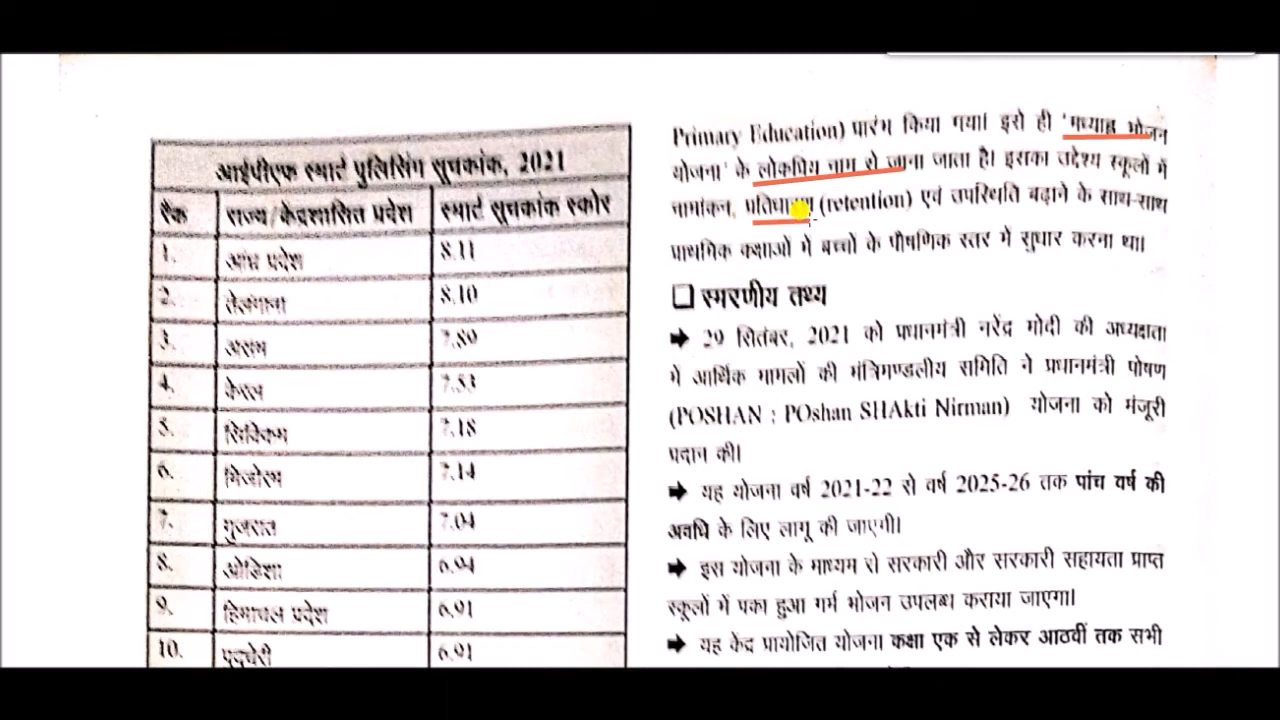 आईपीएफ स्मार्ट पुलिसिंग सूचकांक, 2021
रैंक राज्य/केंद्रशासित प्रदेश स्मार्ट सूचकांक स्कोर
1. आंध्र प्रदेश 8.11
2. तेलंगाना 8.10
3. असम 7.89
4. केरल 7.53
5. सिक्किम 7.18
6. मिजोरम 7.14
7. गुजरात 7.04
8. ओडिशा 6.94
9. हिमाचल प्रदेश 6.91
10. पुदुचेरी 6.91
Primary Education) प्रारंभ किया गया। इसे ही 'मध्याह्न भोजन
योजना' के लोकप्रिय नाम से जाना जाता है। इसका उद्देश्य स्कूलों में
नामांकन, प्रतिधारण (retention) एवं उपस्थिति बढ़ाने के साथ-साथ
प्राथमिक कक्षाओं में बच्चों के पौषणिक स्तर में सुधार करना था।
स्मरणीय तथ्य
➔ 29 सितंबर, 2021 को प्रधानमंत्री नरेंद्र मोदी की अध्यक्षता
में आर्थिक मामलों की मंत्रिमण्डलीय समिति ने प्रधानमंत्री पोषण
(POSHAN : POshan SHAkti Nirman) योजना को मंजूरी
प्रदान की।
➔ यह योजना वर्ष 2021-22 से वर्ष 2025-26 तक पांच वर्ष की
अवधि के लिए लागू की जाएगी।
➔ इस योजना के माध्यम से सरकारी और सरकारी सहायता प्राप्त
स्कूलों में पका हुआ गर्म भोजन उपलब्ध कराया जाएगा।
➔ यह केंद्र प्रायोजित योजना कक्षा एक से लेकर आठवीं तक सभी